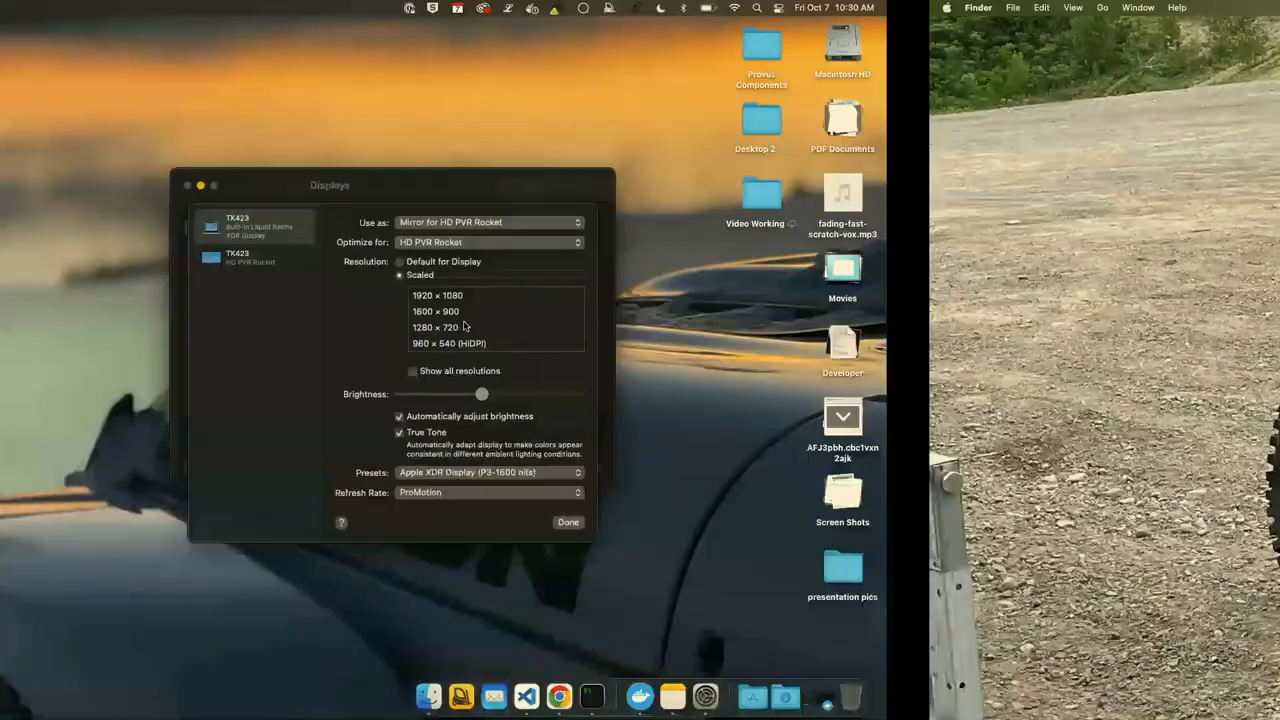 Fri Oct 7 10:30 AM
Finder File Edit View Go Window Help
Provus
Components
Macintosh HD
Desktop 2
PDF Documents
Video Working
fading-fast-
scratch-vox.mp3
Movies
Developer
AFJ3pbh.cbc1vxn
2ajk
Screen Shots
presentation pics
Displays
TK423
Built-in Liquid Retina
XDR Display
TK423
HD PVR Rocket
Use as: Mirror for HD PVR Rocket
Optimize for: HD PVR Rocket
Resolution: Default for Display
Scaled
1920 × 1080
1600 × 900
1280 × 720
960 × 540 (HiDPI)
Show all resolutions
Brightness:
Automatically adjust brightness
True Tone
Automatically adapt display to make colors appear
consistent in different ambient lighting conditions.
Presets: Apple XDR Display (P3-1600 nits)
Refresh Rate: ProMotion
? Done